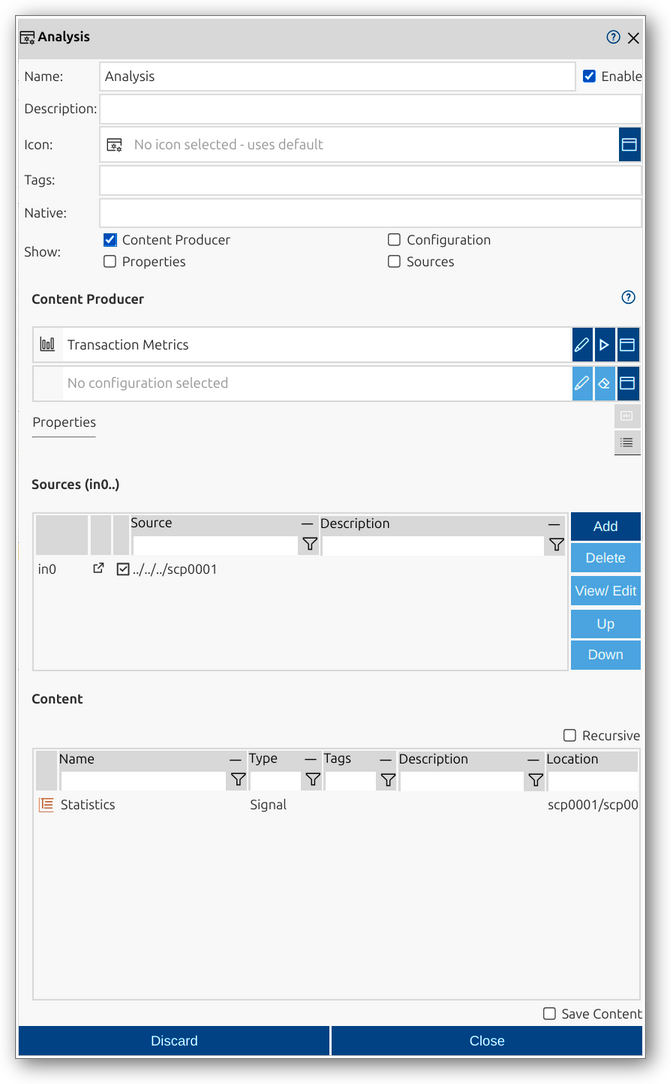 Analysis
Name: Analysis Enable
Description:
Icon: No icon selected - uses default
Tags:
Native:
Show: Content Producer Configuration
Properties Sources
Content Producer
Transaction Metrics
No configuration selected
Properties
Sources (in0..)
Source Description Add
Delete
in0 ../../../scp0001
View/ Edit
Up
Down
Content
Recursive
Name Type Tags Description Location
Statistics Signal scp0001/scp00
Save Content
Discard Close